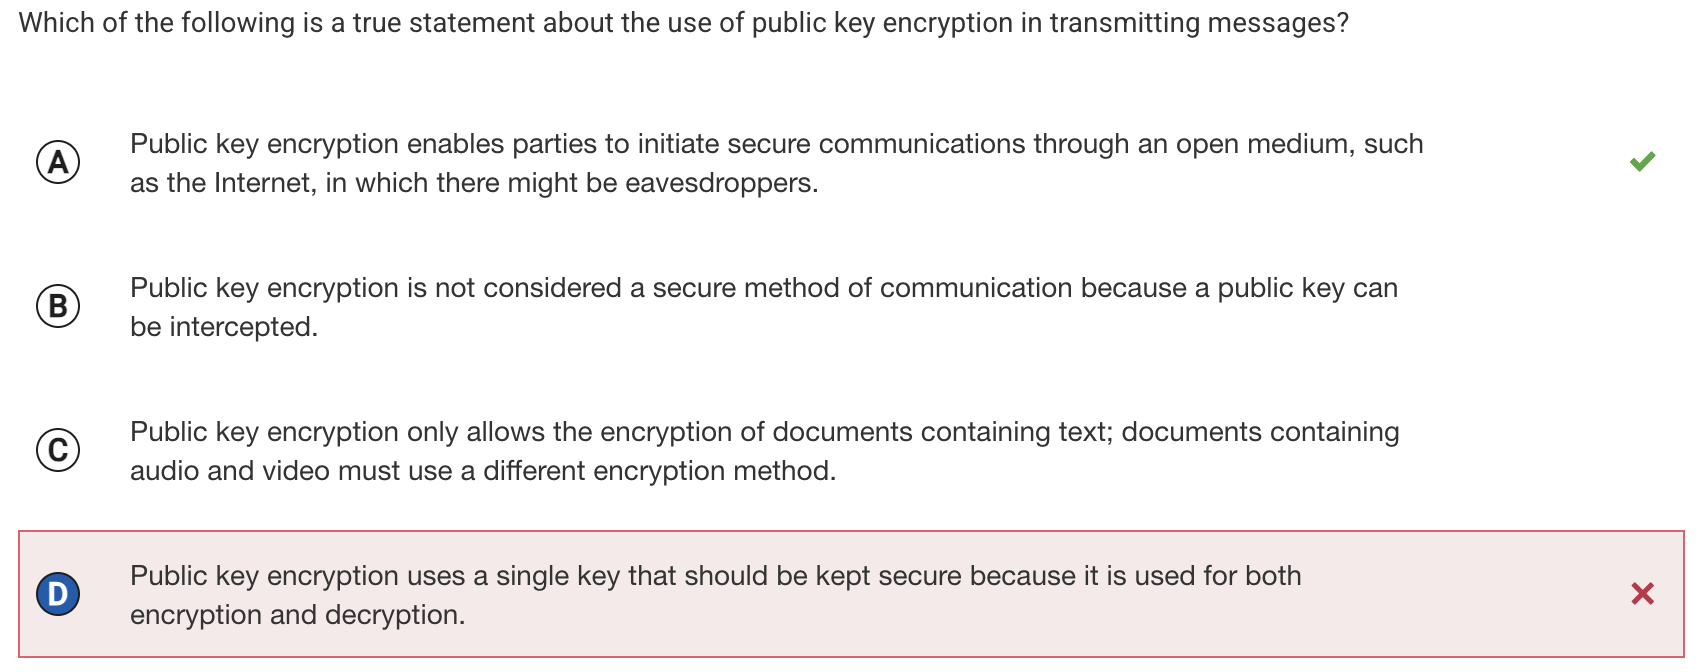 Which of the following is a true statement about the use of public key encryption in transmitting messages?
A
Public key encryption enables parties to initiate secure communications through an open medium, such
as the Internet, in which there might be eavesdroppers.
B
Public key encryption is not considered a secure method of communication because a public key can
be intercepted.
C
Public key encryption only allows the encryption of documents containing text; documents containing
audio and video must use a different encryption method.
D
Public key encryption uses a single key that should be kept secure because it is used for both
encryption and decryption.